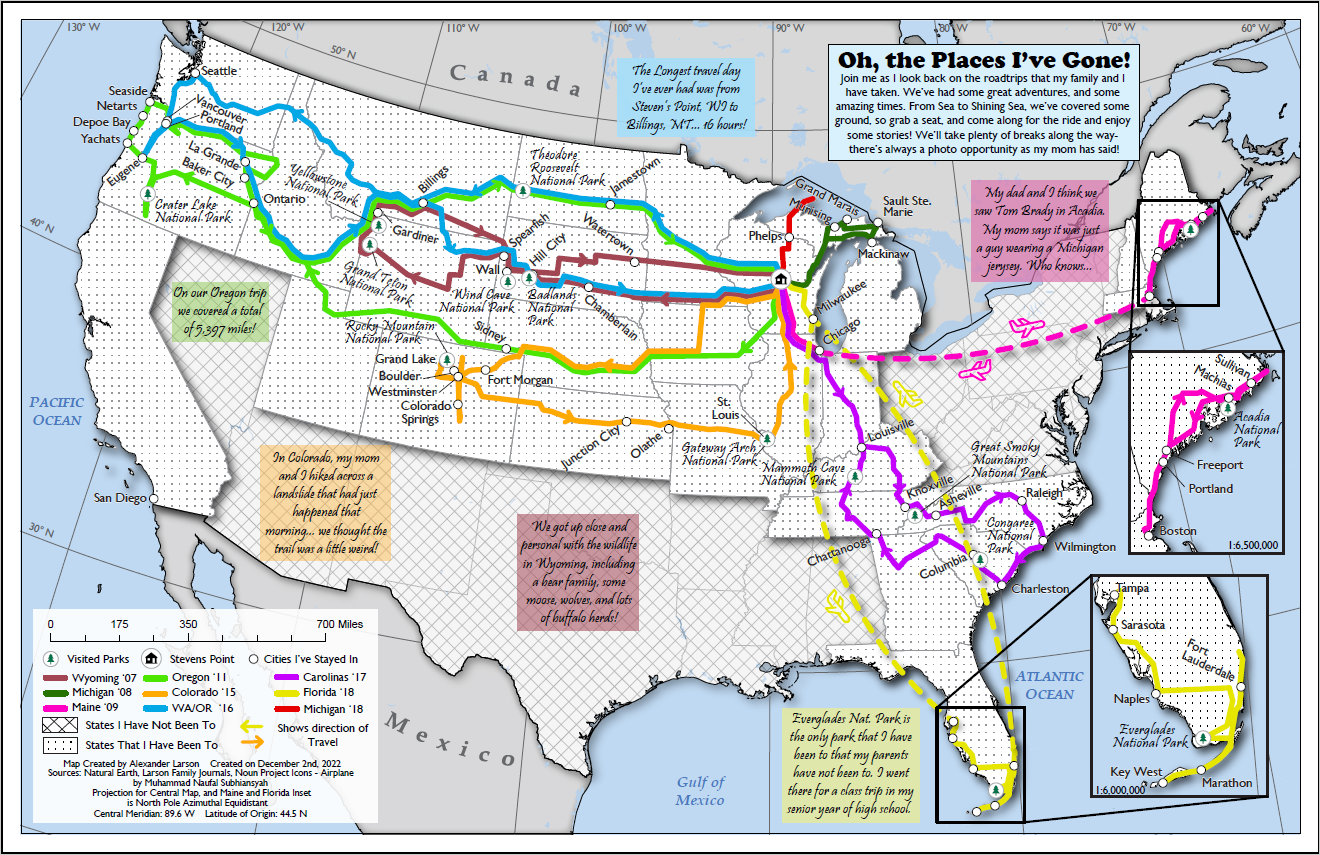 130° W
120° W
110° W
100° W
90° W
80° W
70° W
60° W
50° N
40° N
30° N
Canada
Mexico
PACIFIC
OCEAN
ATLANTIC
OCEAN
Gulf of
Mexico
Oh, the Places I've Gone!
Join me as I look back on the roadtrips that my family and I
have taken. We've had some great adventures, and some
amazing times. From Sea to Shining Sea, we've covered some
ground, so grab a seat, and come along for the ride and enjoy
some stories! We'll take plenty of breaks along the way-
there's always a photo opportunity as my mom has said!
The Longest travel day
I've ever had was from
Steven's Point, WI to
Billings, MT... 16 hours!
My dad and I think we
saw Tom Brady in Acadia.
My mom says it was just
a guy wearing a Michigan
jerysey. Who knows...
On our Oregon trip
we covered a total
of 5,397 miles!
In Colorado, my mom
and I hiked across a
landslide that had just
happened that
morning... we thought the
trail was a little weird!
We got up close and
personal with the wildlife
in Wyoming, including
a bear family, some
moose, wolves, and lots
of buffalo herds!
Everglades Nat. Park is
the only park that I have
been to that my parents
have not been to. I went
there for a class trip in my
senior year of high school.
Seattle
Seaside
Netarts
Depoe Bay
Yachats
Vancouver
Portland
Eugene
La Grande
Baker City
Ontario
Crater Lake
National Park
Yellowstone
National Park
Billings
Gardiner
Grand Teton
National Park
Theodore
Roosevelt
National Park
Jamestown
Spearfish
Hill City
Watertown
Wall
Wind Cave
National Park
Badlands
National
Park
Chamberlain
Rocky Mountain
National Park
Sidney
Grand Lake
Boulder
Westminster
Colorado
Springs
Fort Morgan
Junction City
Olathe
St.
Louis
Gateway Arch
National Park
Grand Marais
Munising
Sault Ste.
Marie
Phelps
Mackinaw
Milwaukee
Chicago
Louisville
Mammoth Cave
National Park
Great Smoky
Mountains
National Park
Knoxville
Asheville
Raleigh
Congaree
National
Park
Wilmington
Chattanooga
Columbia
Charleston
San Diego
Sullivan
Machias
Acadia
National
Park
Freeport
Portland
Boston
1:6,500,000
Tampa
Sarasota
Fort
Lauderdale
Naples
Everglades
National Park
Key West
Marathon
1:6,000,000
0 175 350 700 Miles
Visited Parks
Stevens Point
Cities I've Stayed In
Wyoming '07
Oregon '11
Carolinas '17
Michigan '08
Colorado '15
Florida '18
Maine '09
WA/OR '16
Michigan '18
States I Have Not Been To
States That I Have Been To
Shows direction of
Travel
Map Created by Alexander Larson Created on December 2nd, 2022
Sources: Natural Earth, Larson Family Journals, Noun Project Icons - Airplane
by Muhammad Naufal Subhiansyah
Projection for Central Map, and Maine and Florida Inset
is North Pole Azimuthal Equidistant
Central Meridian: 89.6 W Latitude of Origin: 44.5 N